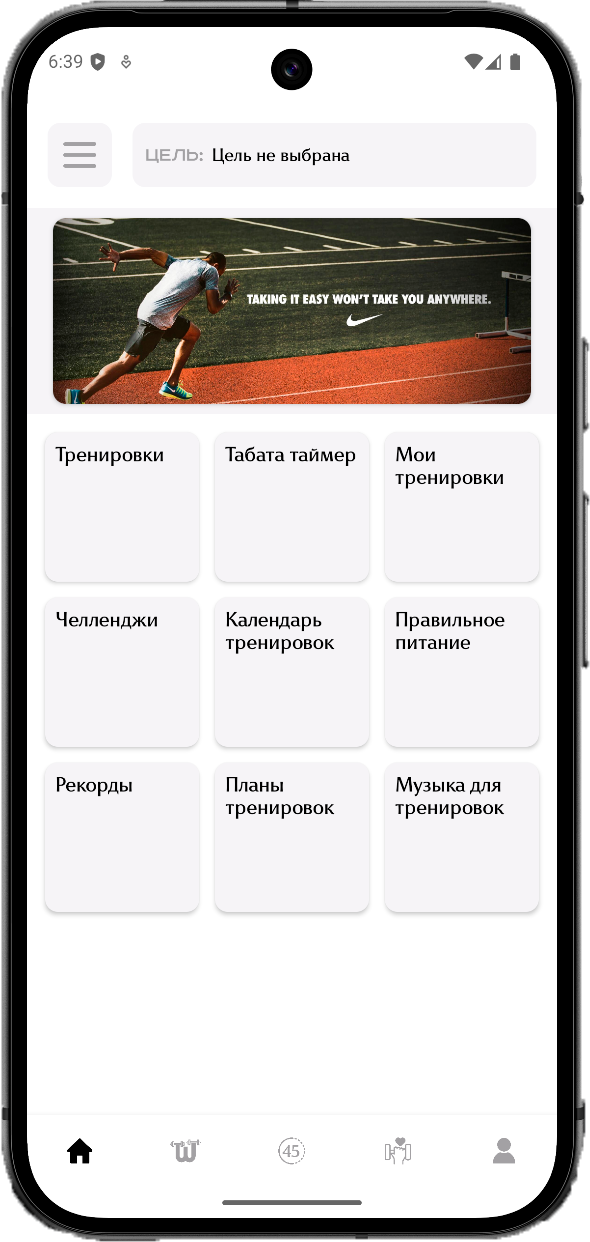 6:39
ЦЕЛЬ: Цель не выбрана
TAKING IT EASY WON'T TAKE YOU ANYWHERE.
Тренировки
Табата таймер
Мои
тренировки
Челленджи
Календарь
тренировок
Правильное
питание
Рекорды
Планы
тренировок
Музыка для
тренировок
W
45